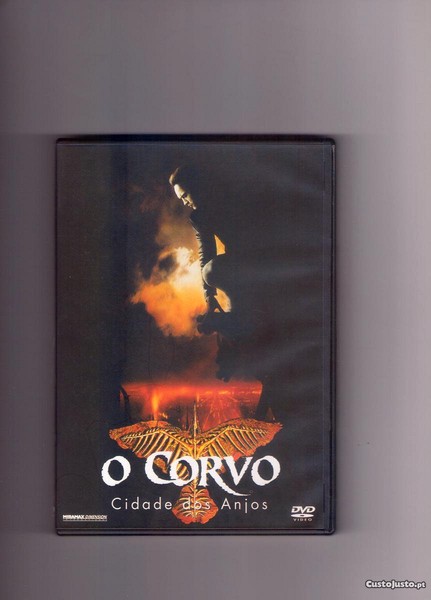 O CORVO
Cidade dos Anjos
MIRAMAX DIMENSION
DVD
VIDEO
CustoJusto.pt